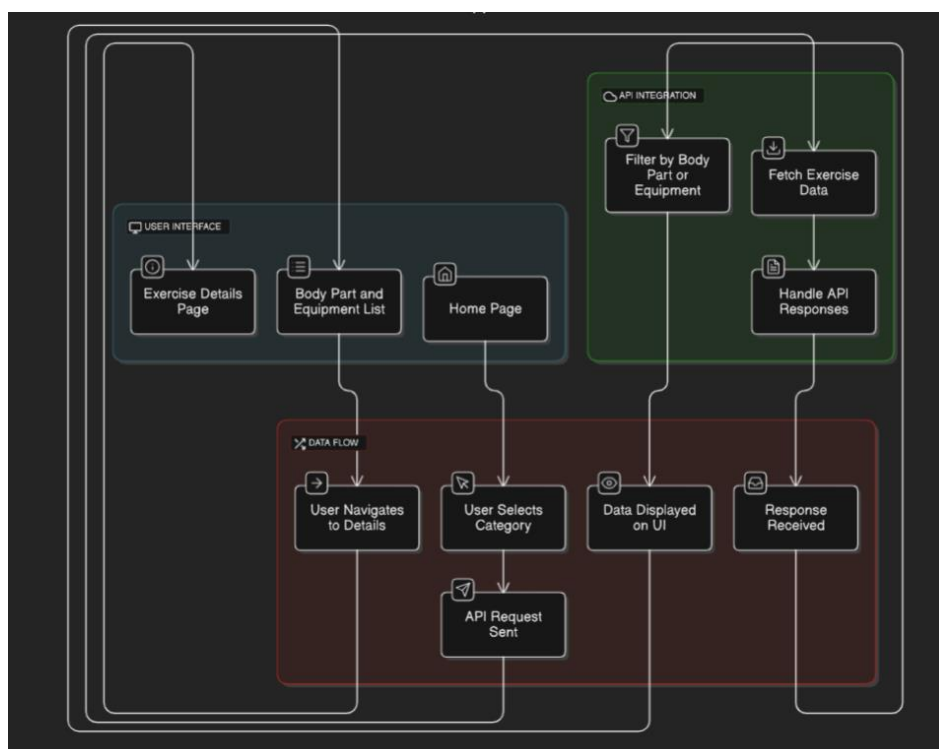 API INTEGRATION
Filter by Body
Part or
Equipment
Fetch Exercise
Data
USER INTERFACE
Exercise Details
Page
Body Part and
Equipment List
Home Page
Handle API
Responses
DATA FLOW
User Navigates
to Details
User Selects
Category
Data Displayed
on UI
Response
Received
API Request
Sent